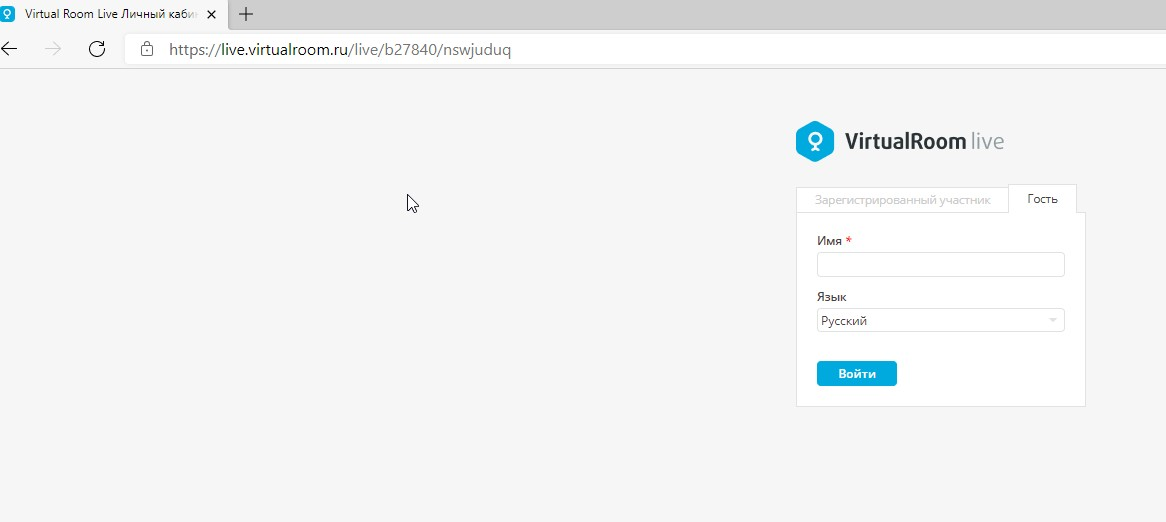 Virtual Room Live Личный каби
https://live.virtualroom.ru/live/b27840/nswjuduq
VirtualRoom live
Зарегистрированный участник
Гость
Имя *
Язык
Русский
Войти